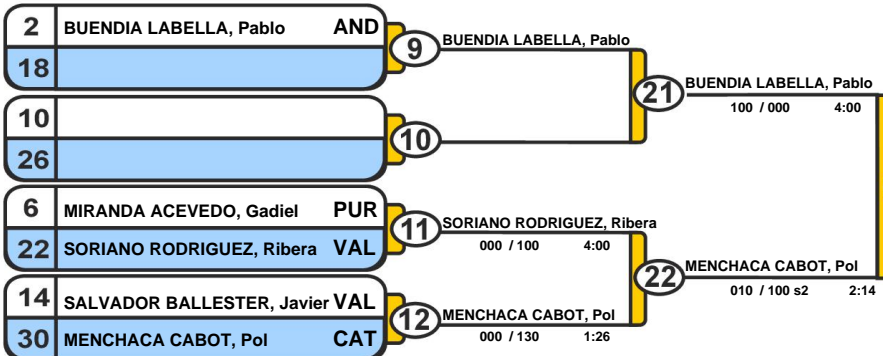 2 BUENDIA LABELLA, Pablo AND
18
9
BUENDIA LABELLA, Pablo
10
26
10
21
BUENDIA LABELLA, Pablo
100 / 000 4:00
6 MIRANDA ACEVEDO, Gadiel PUR
22 SORIANO RODRIGUEZ, Ribera VAL
11
SORIANO RODRIGUEZ, Ribera
000 / 100 4:00
14 SALVADOR BALLESTER, Javier VAL
30 MENCHACA CABOT, Pol CAT
12
MENCHACA CABOT, Pol
000 / 130 1:26
22
MENCHACA CABOT, Pol
010 / 100 s2 2:14